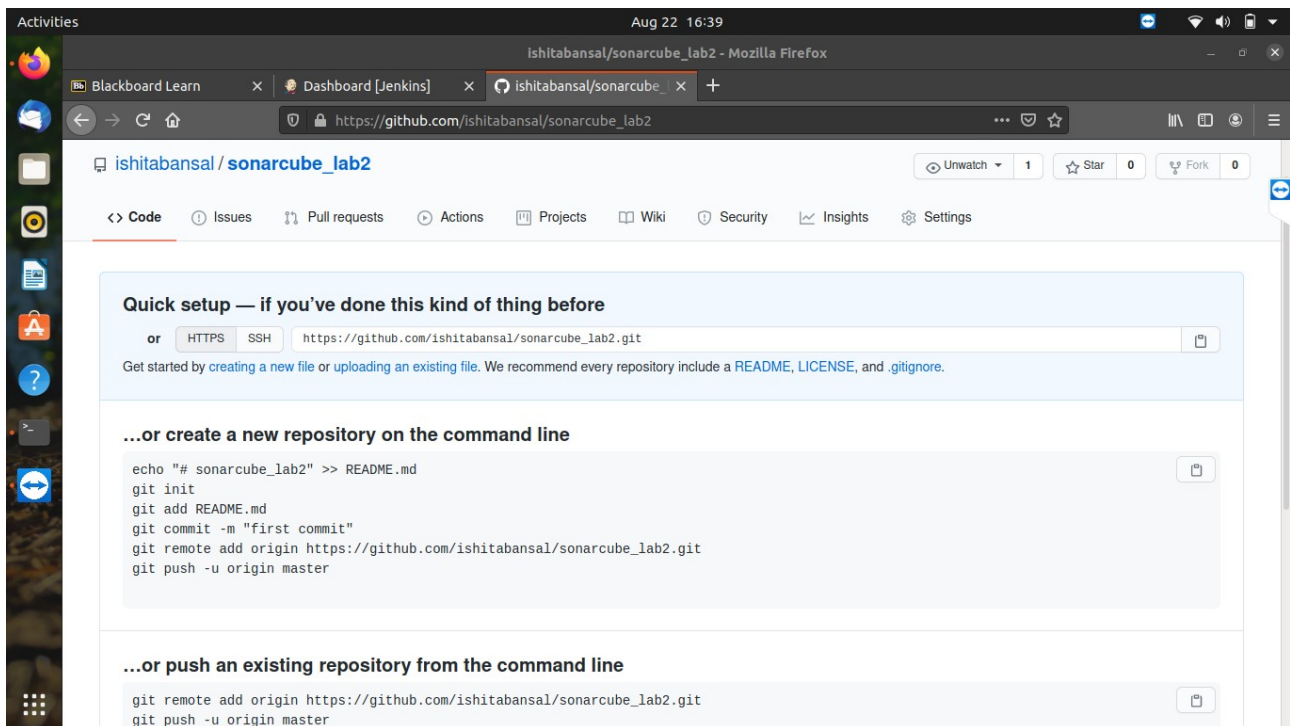 Activities
Aug 22 16:39
ishitabansal/sonarcube_lab2 - Mozilla Firefox
Blackboard Learn
Dashboard [Jenkins]
ishitabansal/sonarcube_l
https://github.com/ishitabansal/sonarcube_lab2
ishitabansal / sonarcube_lab2
Unwatch 1 Star 0 Fork 0
<> Code Issues Pull requests Actions Projects Wiki Security Insights Settings
Quick setup — if you’ve done this kind of thing before
or HTTPS SSH https://github.com/ishitabansal/sonarcube_lab2.git
Get started by creating a new file or uploading an existing file. We recommend every repository include a README, LICENSE, and .gitignore.
…or create a new repository on the command line
echo "# sonarcube_lab2" >> README.md
git init
git add README.md
git commit -m "first commit"
git remote add origin https://github.com/ishitabansal/sonarcube_lab2.git
git push -u origin master
…or push an existing repository from the command line
git remote add origin https://github.com/ishitabansal/sonarcube_lab2.git
git push -u origin master